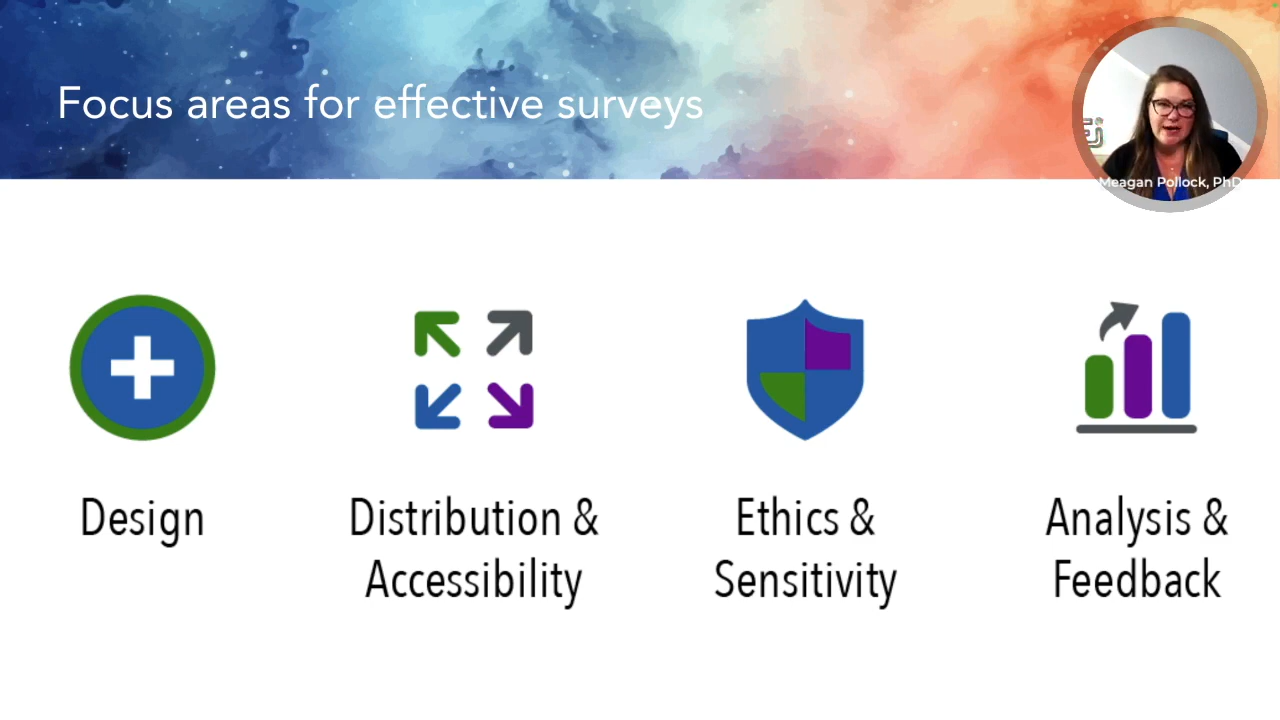 Focus areas for effective surveys
Meagan Pollock, PhD
Design
Distribution &
Accessibility
Ethics &
Sensitivity
Analysis &
Feedback